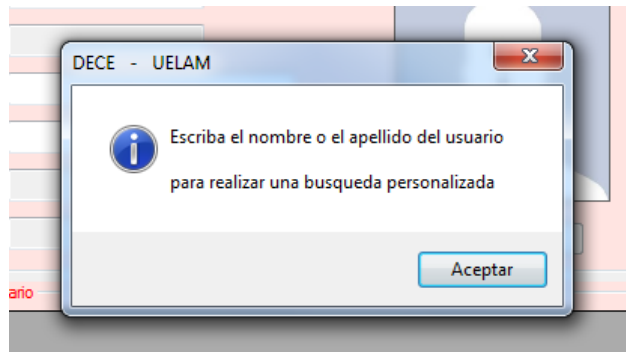 DECE - UELAM
Escriba el nombre o el apellido del usuario
para realizar una busqueda personalizada
Aceptar
ario